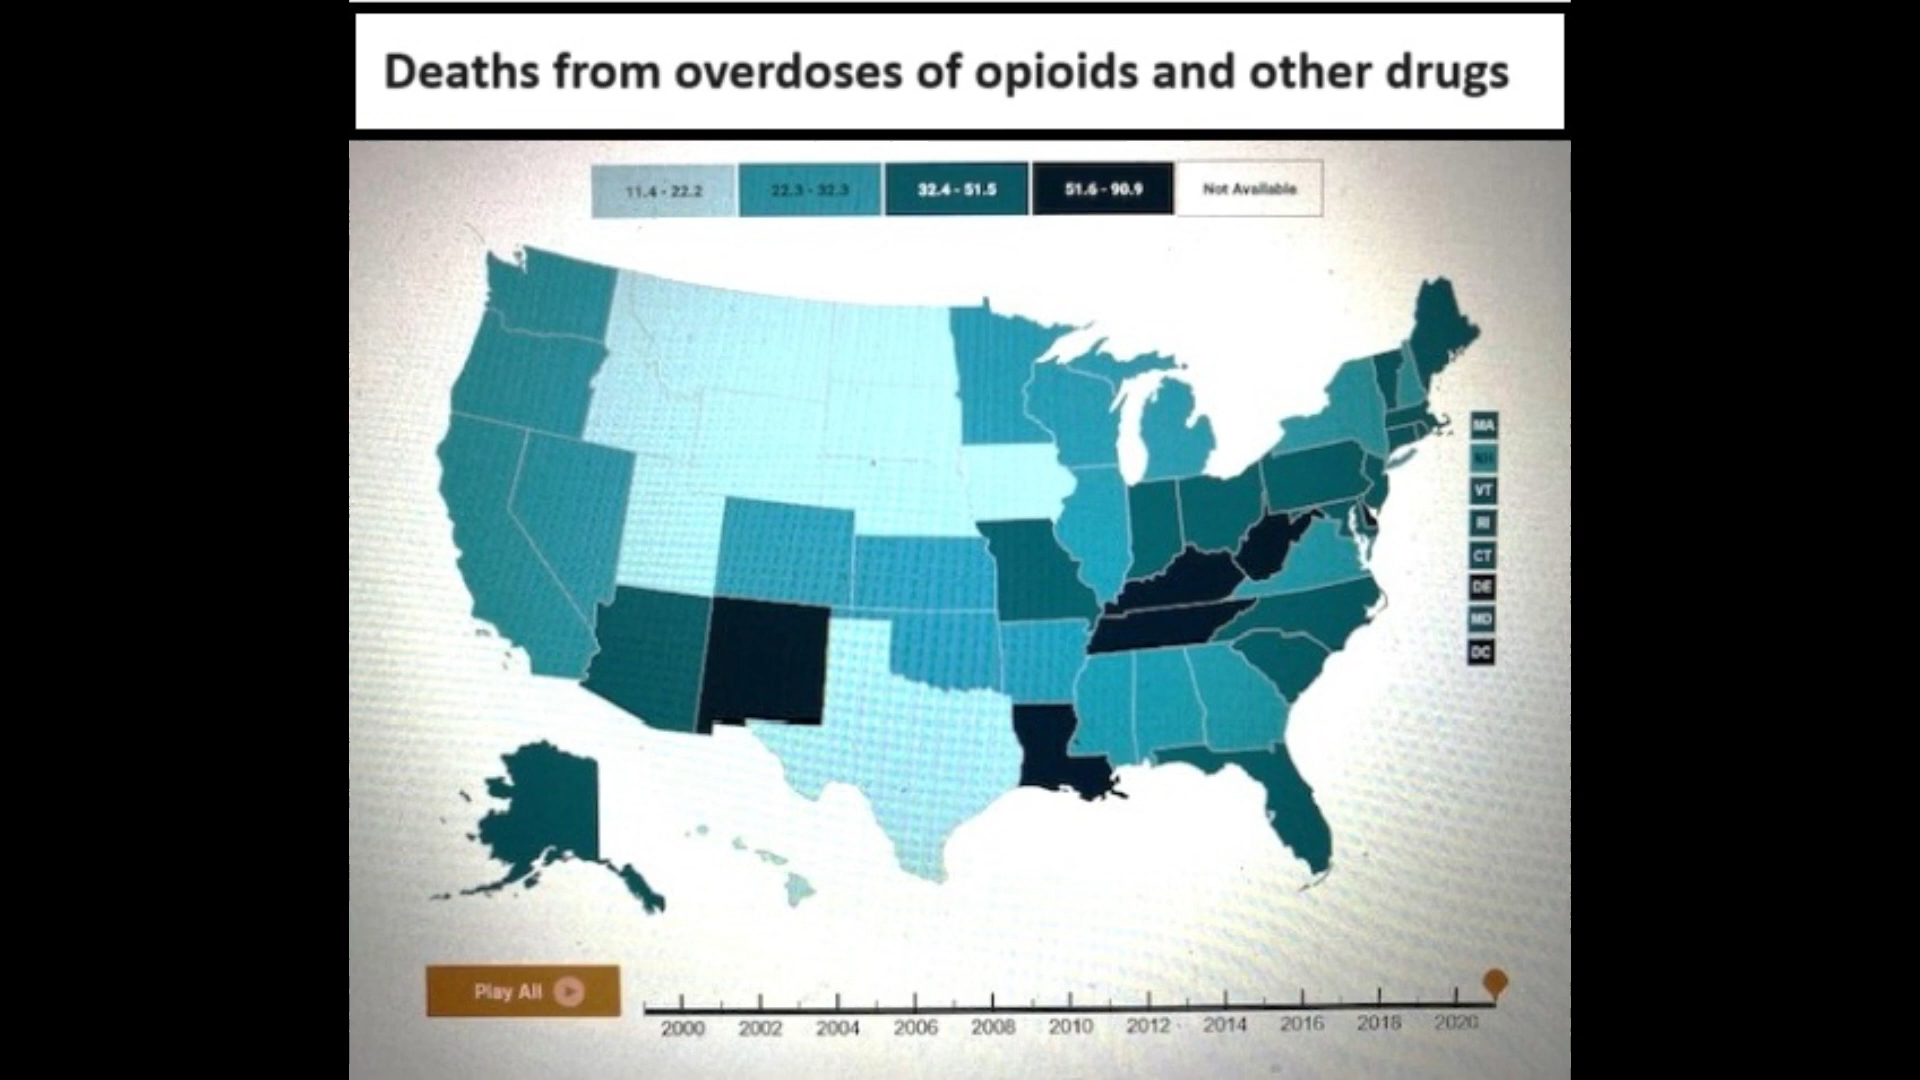 Deaths from overdoses of opioids and other drugs
11.4 - 22.2
22.3 - 32.3
32.4 - 51.5
51.6 - 90.9
Not Available
MA
NH
VT
RI
CT
DE
MD
DC
Play All
2000 2002 2004 2006 2008 2010 2012 2014 2016 2018 2020